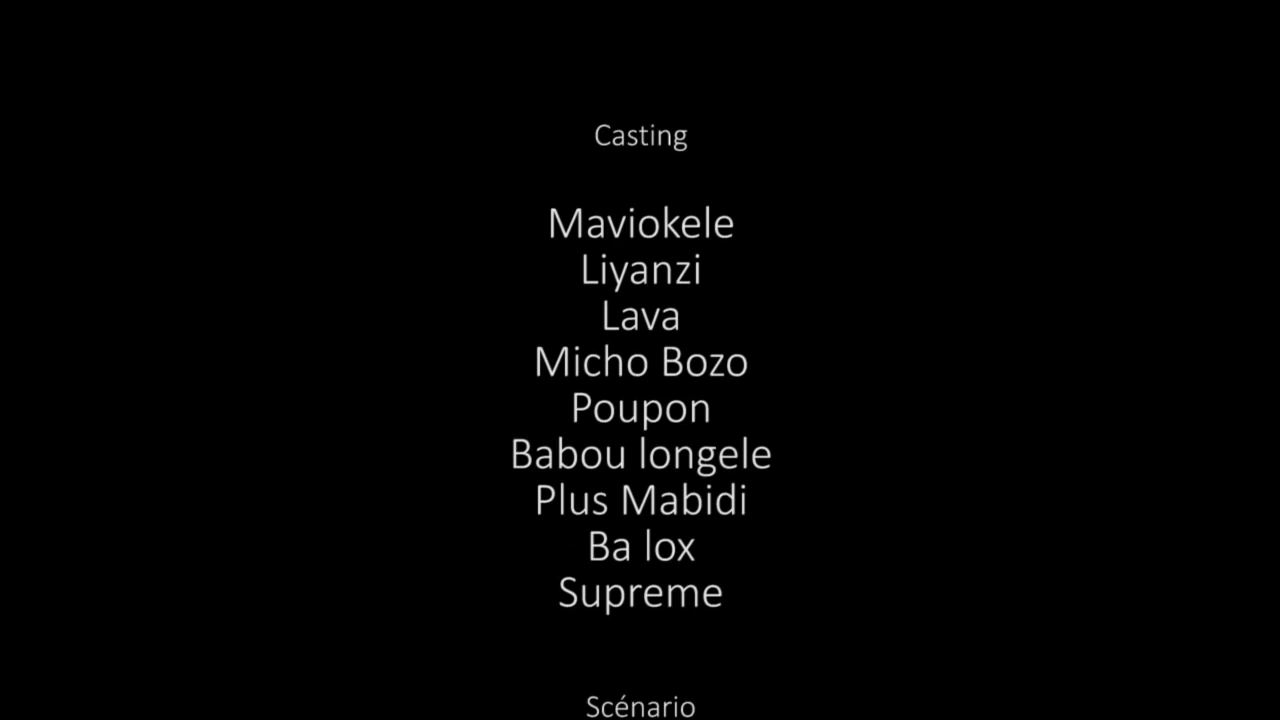 Casting
Maviokele
Liyanzi
Lava
Micho Bozo
Poupon
Babou longele
Plus Mabidi
Ba lox
Supreme
Scénario